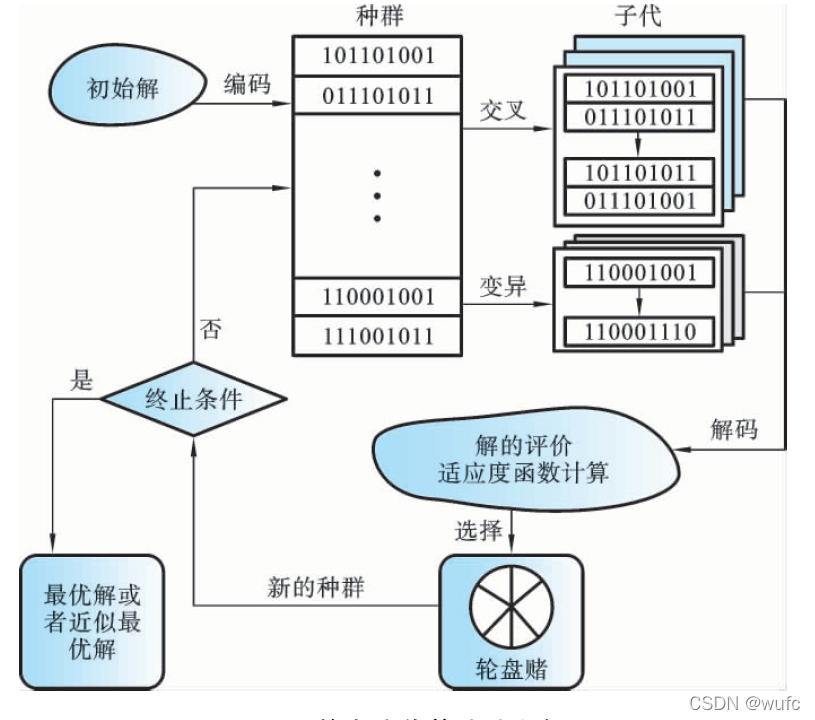 种群
子代
初始解
编码
101101001
011101011
交叉
101101001
011101011
101101011
011101001
110001001
111001011
变异
110001001
110001110
否
是
终止条件
解码
解的评价
适应度函数计算
选择
新的种群
轮盘赌
最优解或
者近似最
优解
CSDN @wufc